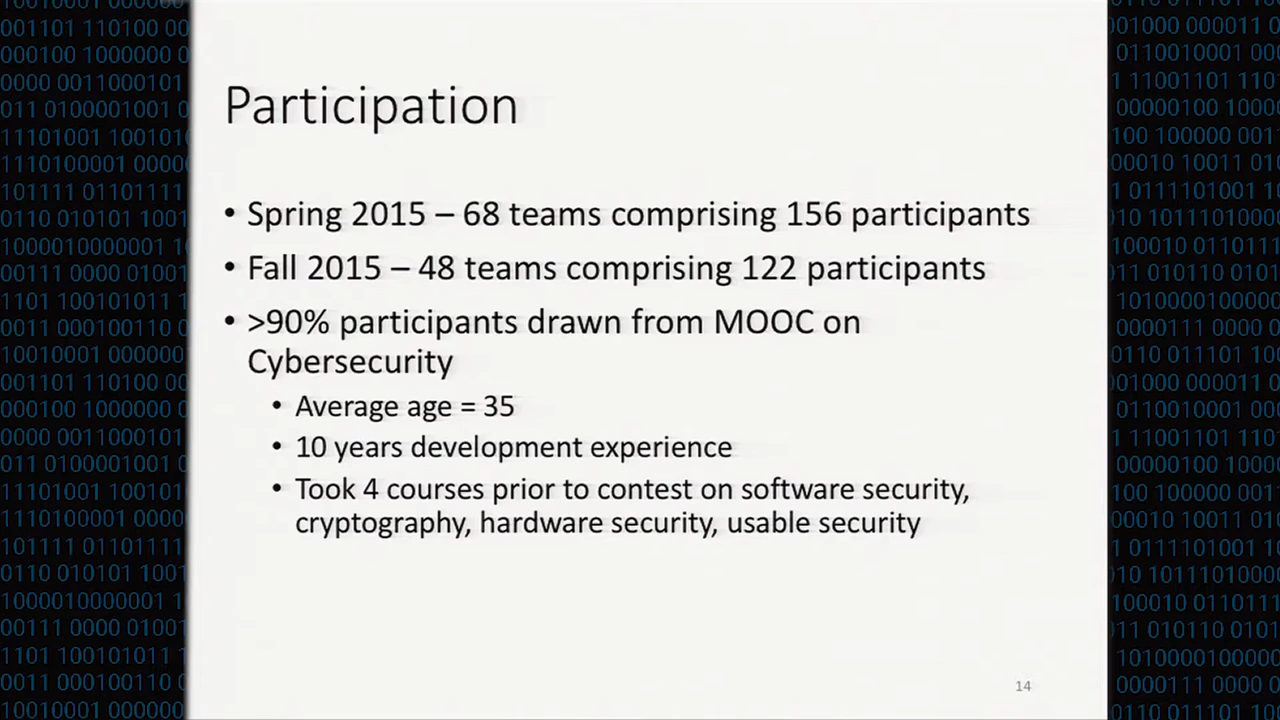 Participation
• Spring 2015 – 68 teams comprising 156 participants
• Fall 2015 – 48 teams comprising 122 participants
• >90% participants drawn from MOOC on
Cybersecurity
• Average age = 35
• 10 years development experience
• Took 4 courses prior to contest on software security,
cryptography, hardware security, usable security
14